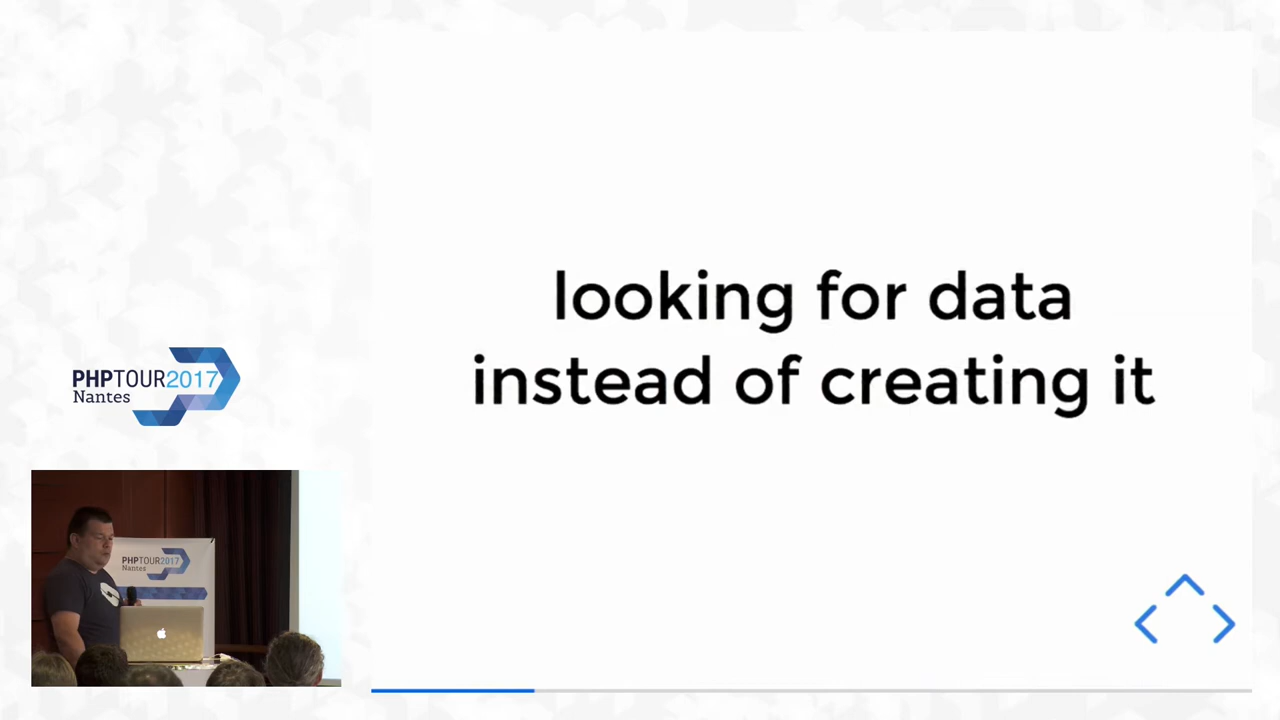 looking for data
instead of creating it
PHPTOUR2017
Nantes
PHPTOUR2017
Nantes